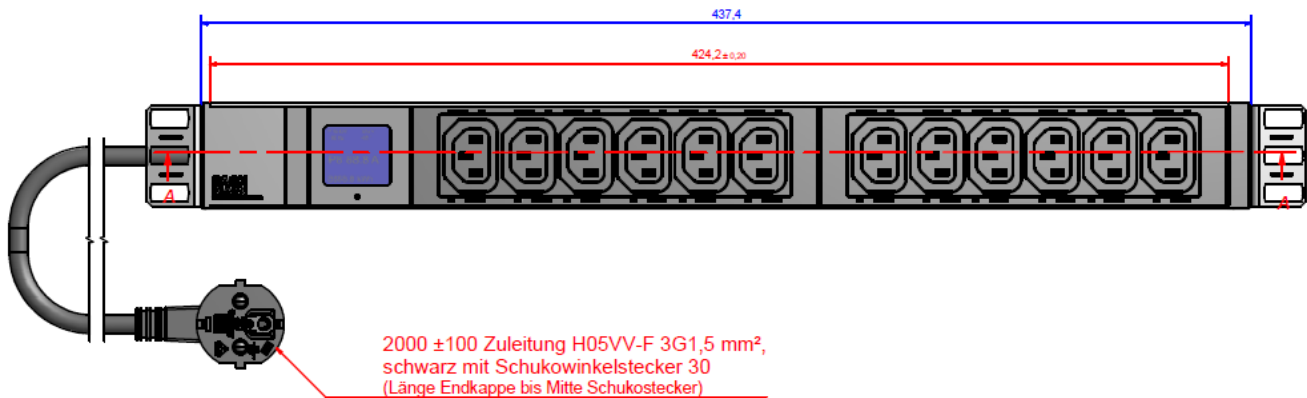 437,4
424,2±0,20
A
A
2000 ±100 Zuleitung H05VV-F 3G1,5 mm²,
schwarz mit Schukowinkelstecker 30
(Länge Endkappe bis Mitte Schukostecker)